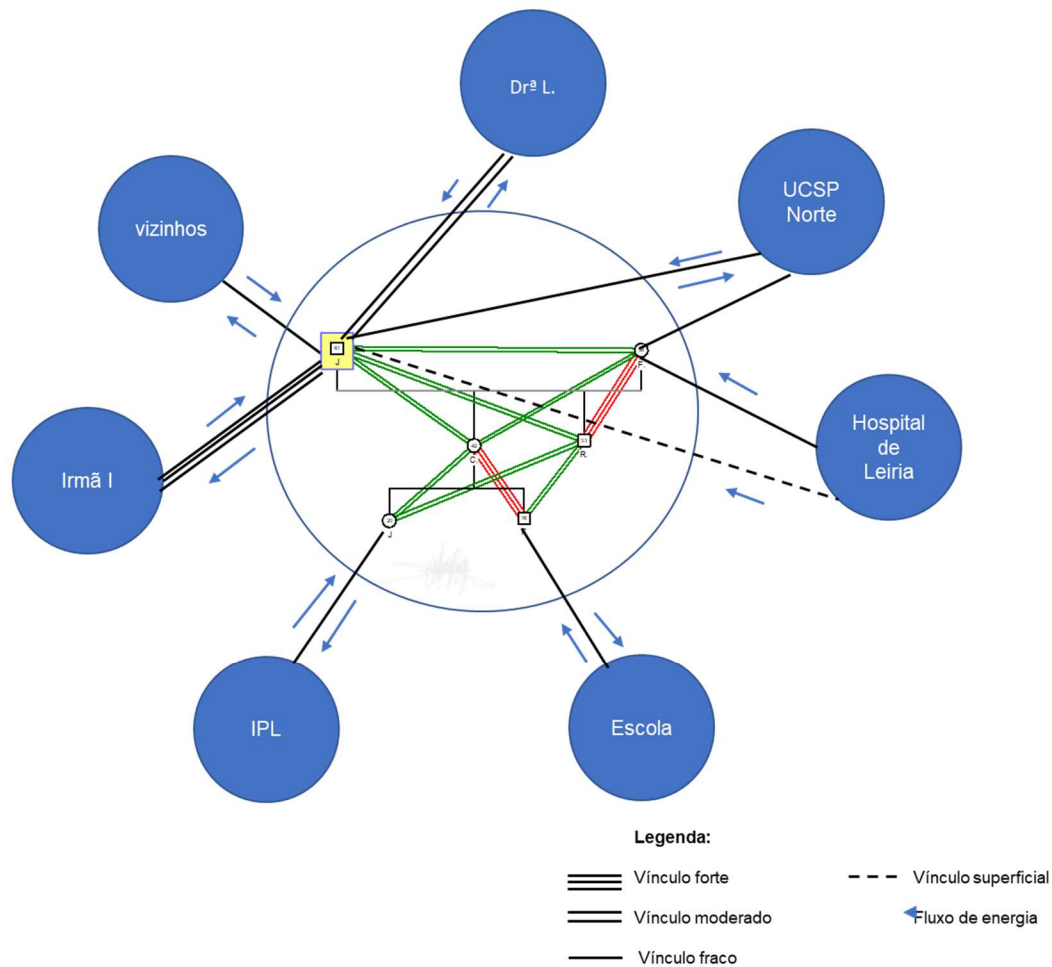 Drª L.
UCSP
Norte
vizinhos
J
F.
Hospital
de
Leiria
C.
R.
33
Irmã I
J
IPL
Escola
Legenda:
Vínculo forte
Vínculo superficial
Vínculo moderado
Fluxo de energia
Vínculo fraco